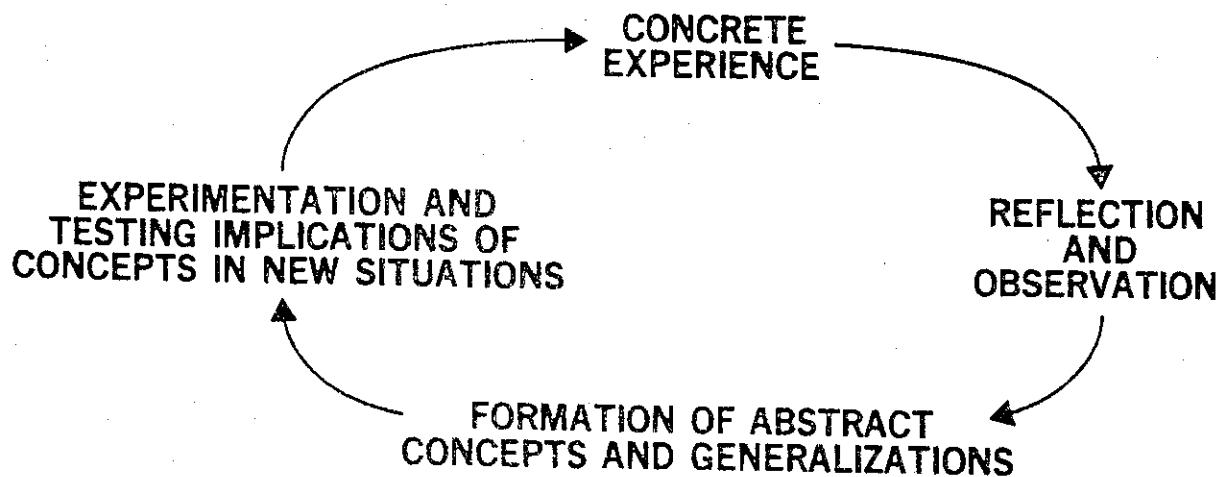 CONCRETE
EXPERIENCE
REFLECTION
AND
OBSERVATION
FORMATION OF ABSTRACT
CONCEPTS AND GENERALIZATIONS
EXPERIMENTATION AND
TESTING IMPLICATIONS OF
CONCEPTS IN NEW SITUATIONS